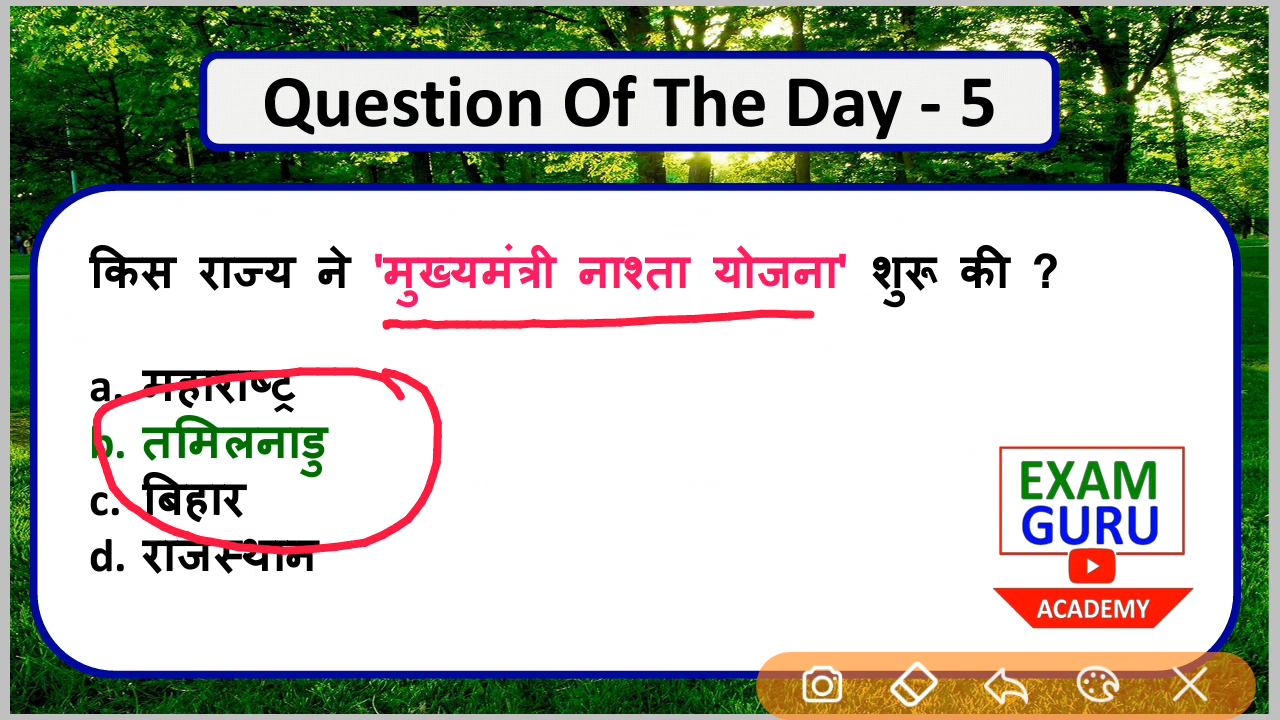 Question Of The Day - 5
किस राज्य ने 'मुख्यमंत्री नाश्ता योजना' शुरू की ?
a. महाराष्ट्र
b. तमिलनाडु
c. बिहार
d. राजस्थान
EXAM
GURU
ACADEMY